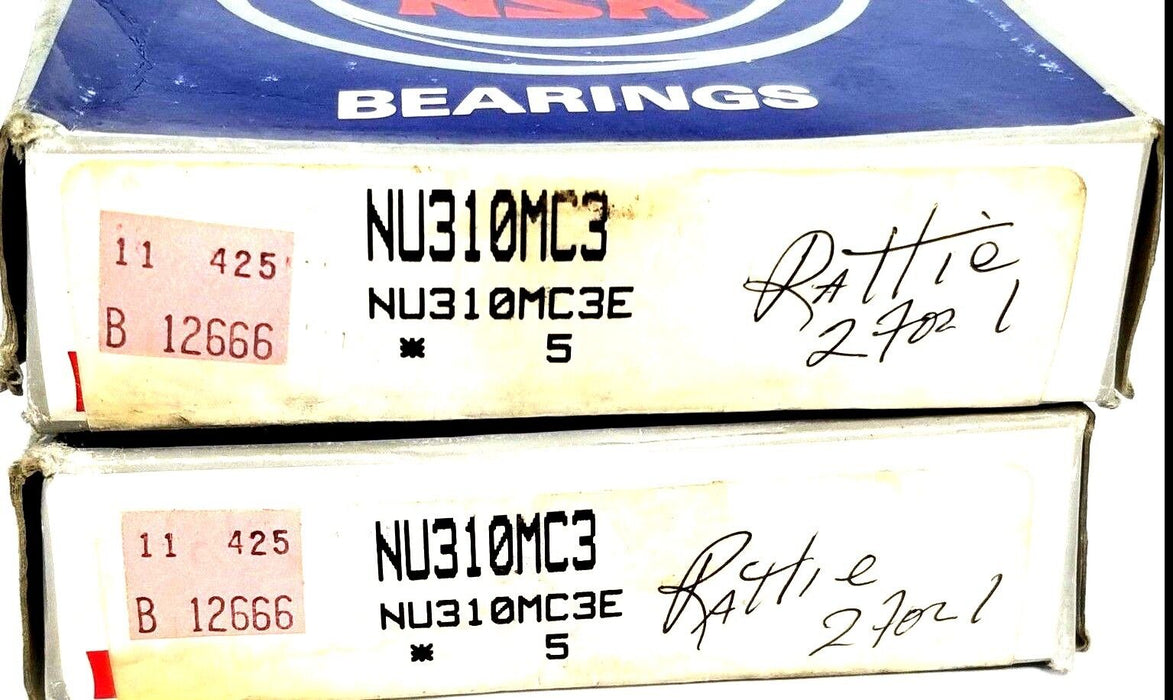 NSK
BEARINGS
11 425
B 12666
NU310MC3
NU310MC3E
* 5
RATTiE
2 For 1
11 425
B 12666
NU310MC3
NU310MC3E
* 5
RATTiE
2 For 1